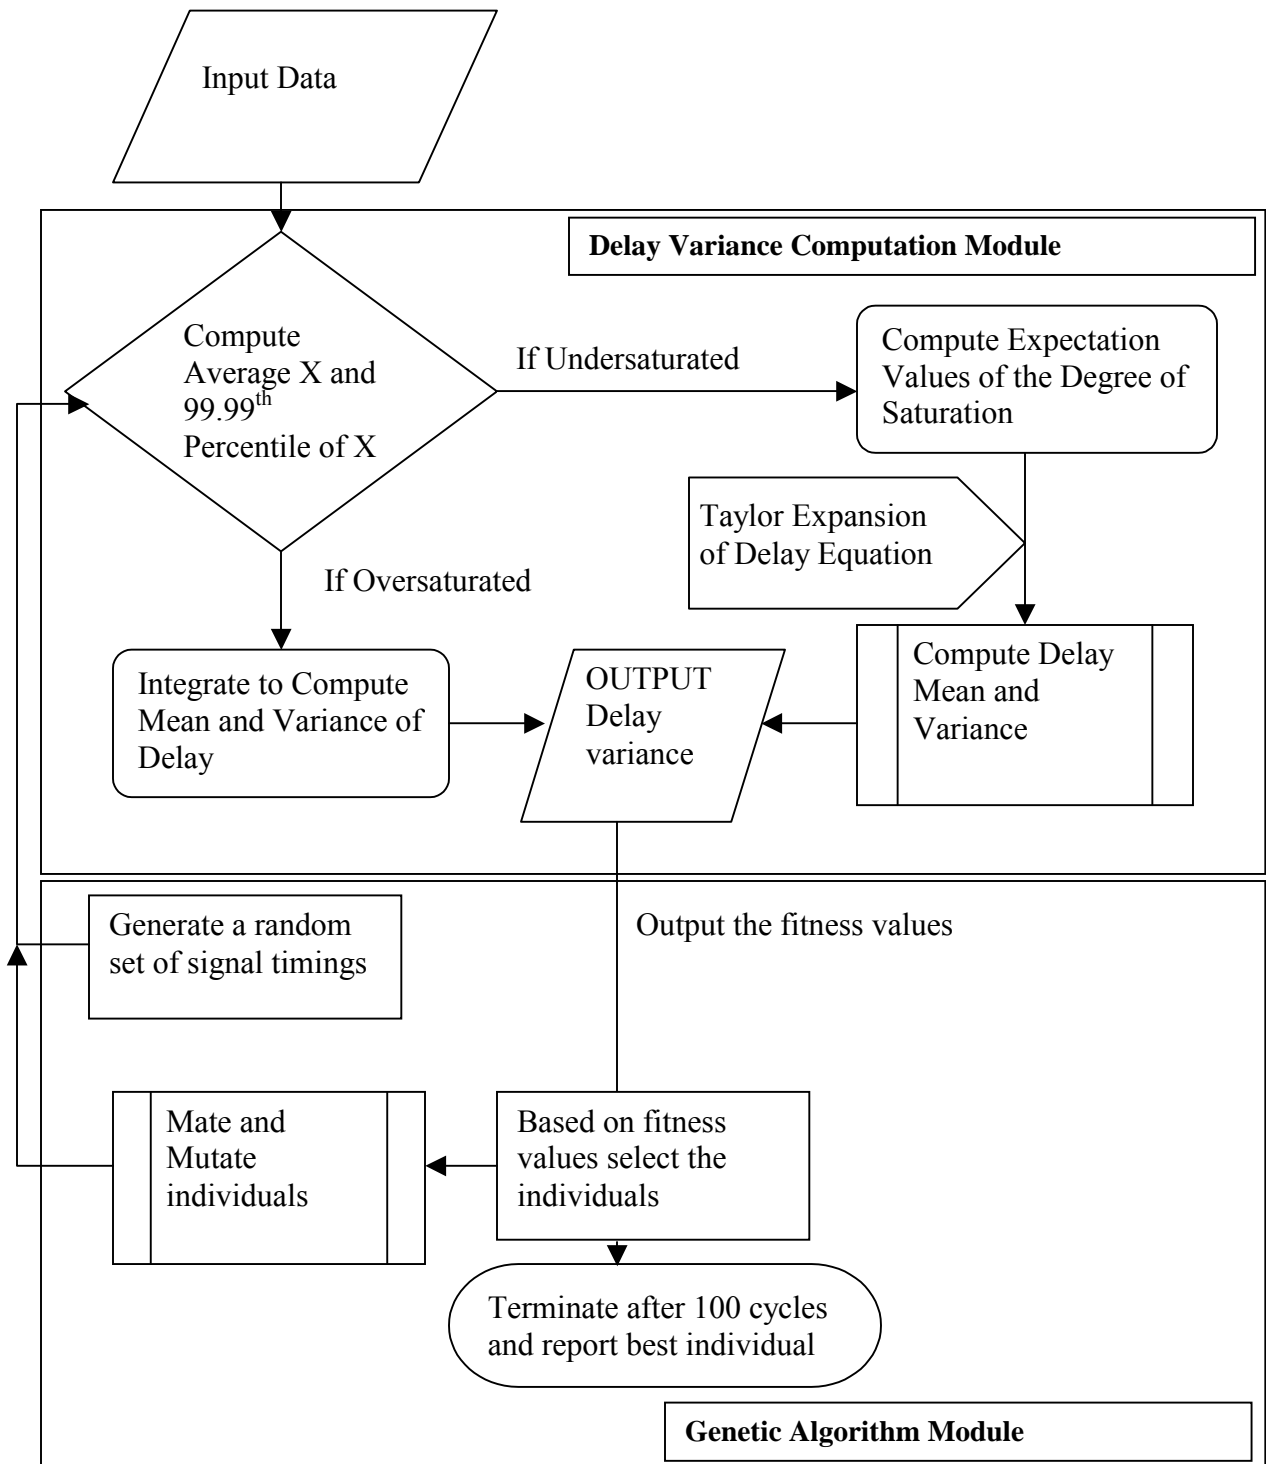 Input Data
Delay Variance Computation Module
Compute
Average X and
99.99th
Percentile of X
If Undersaturated
Compute Expectation
Values of the Degree of
Saturation
Taylor Expansion
of Delay Equation
If Oversaturated
Integrate to Compute
Mean and Variance of
Delay
OUTPUT
Delay
variance
Compute Delay
Mean and
Variance
Generate a random
set of signal timings
Output the fitness values
Mate and
Mutate
individuals
Based on fitness
values select the
individuals
Terminate after 100 cycles
and report best individual
Genetic Algorithm Module